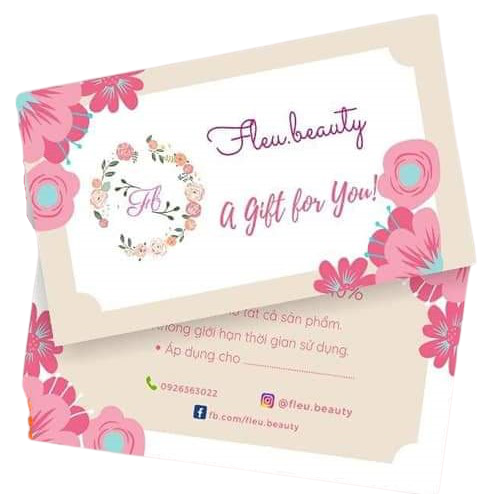 Fleu.beauty
Fb
A Gift for You!
tất cả sản phẩm.
không giới hạn thời gian sử dụng.
• Áp dụng cho
0926363022
@fleu.beauty
fb.com/fleu.beauty